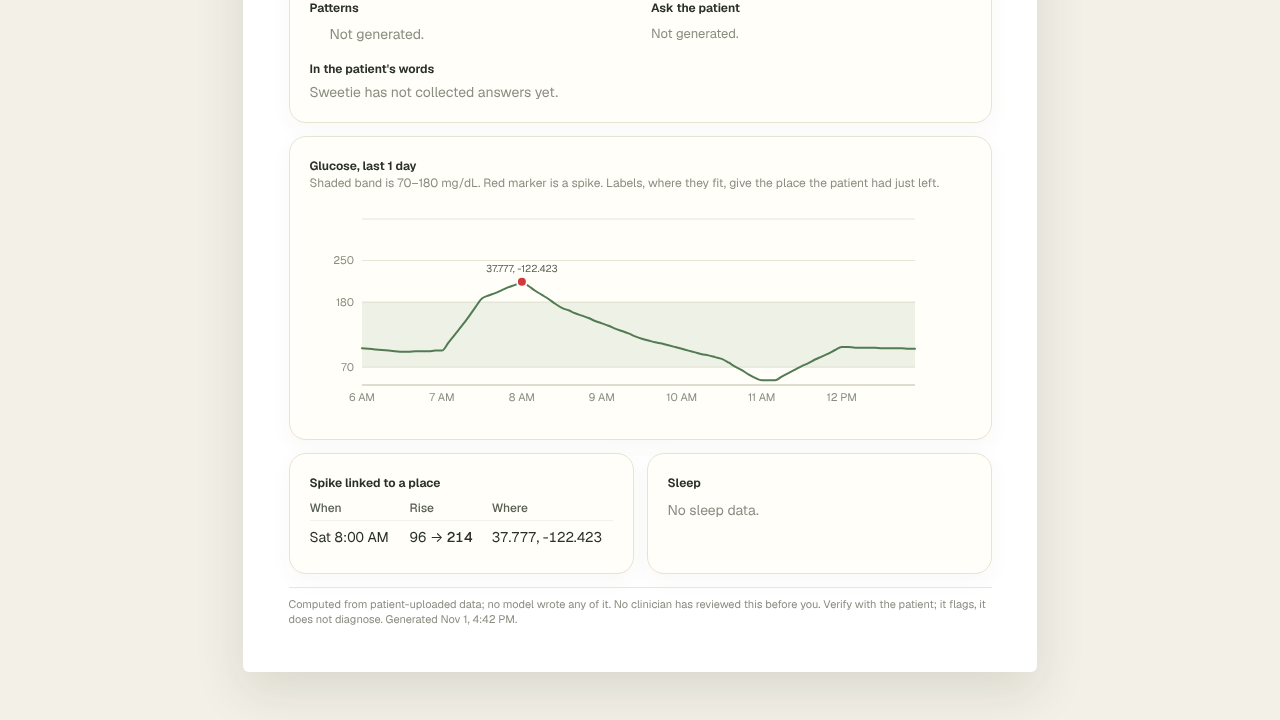 Patterns
Not generated.
Ask the patient
Not generated.
In the patient's words
Sweetie has not collected answers yet.
Glucose, last 1 day
Shaded band is 70–180 mg/dL. Red marker is a spike. Labels, where they fit, give the place the patient had just left.
250
180
70
37.777, -122.423
6 AM 7 AM 8 AM 9 AM 10 AM 11 AM 12 PM
Spike linked to a place
When Rise Where
Sat 8:00 AM 96 → 214 37.777, -122.423
Sleep
No sleep data.
Computed from patient-uploaded data; no model wrote any of it. No clinician has reviewed this before you. Verify with the patient; it flags, it
does not diagnose. Generated Nov 1, 4:42 PM.